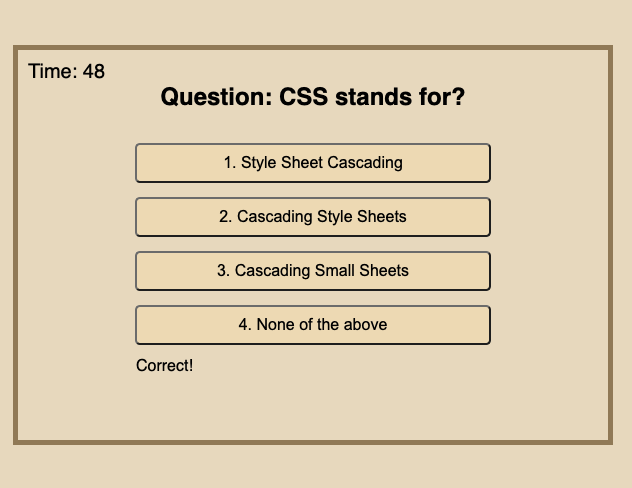 Time: 48
Question: CSS stands for?
1. Style Sheet Cascading
2. Cascading Style Sheets
3. Cascading Small Sheets
4. None of the above
Correct!